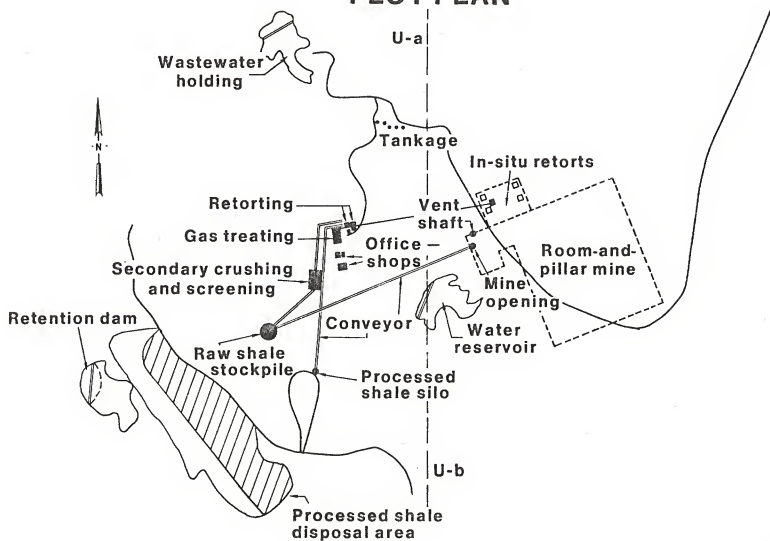 PLOT PLAN
U-a
Wastewater
holding
N
Tankage
In-situ retorts
Retorting
Vent
shaft
Gas treating
Office –
shops
Room-and-
pillar mine
Secondary crushing
and screening
Mine
opening
Retention dam
Conveyor
Water
reservoir
Raw shale
stockpile
Processed
shale silo
U-b
Processed shale
disposal area